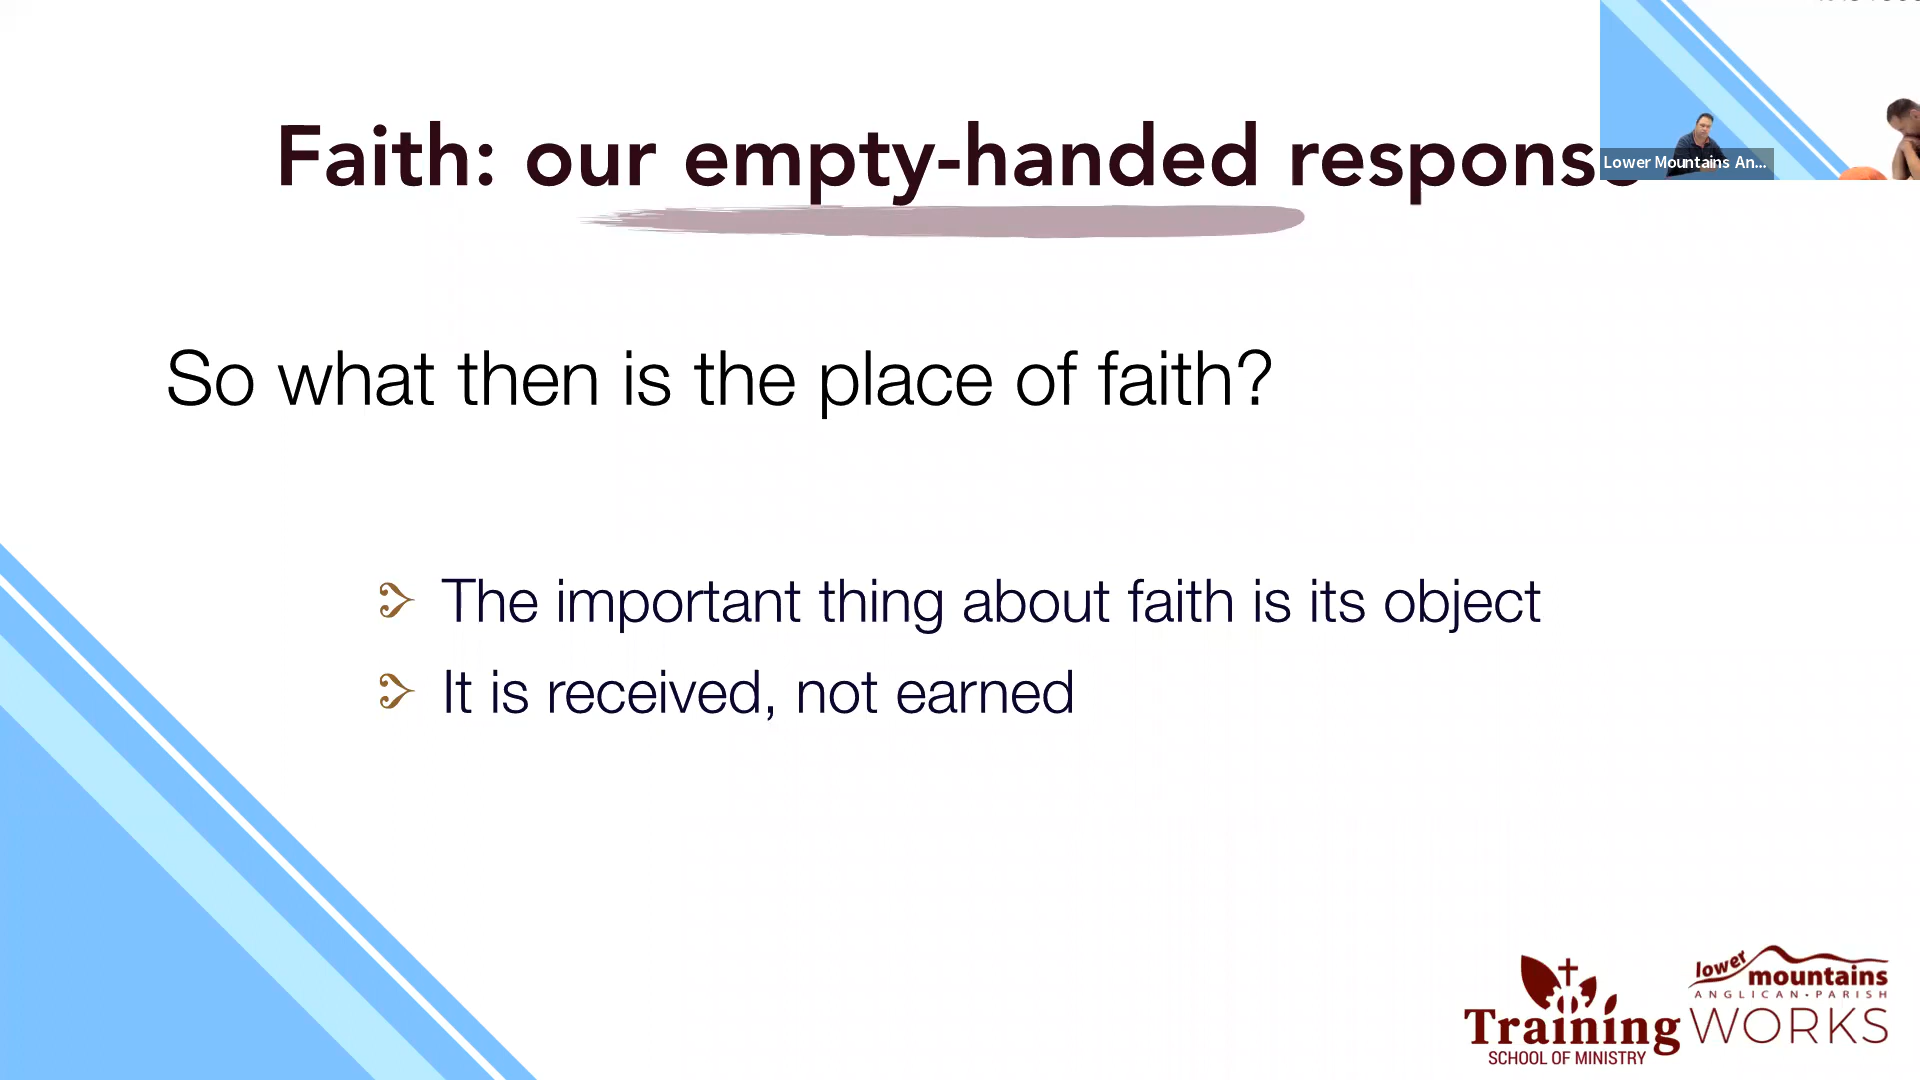 Faith: our empty-handed response
Lower Mountains An...
So what then is the place of faith?
The important thing about faith is its object
It is received, not earned
lower mountains
ANGLICAN • PARISH
Training WORKS
SCHOOL OF MINISTRY